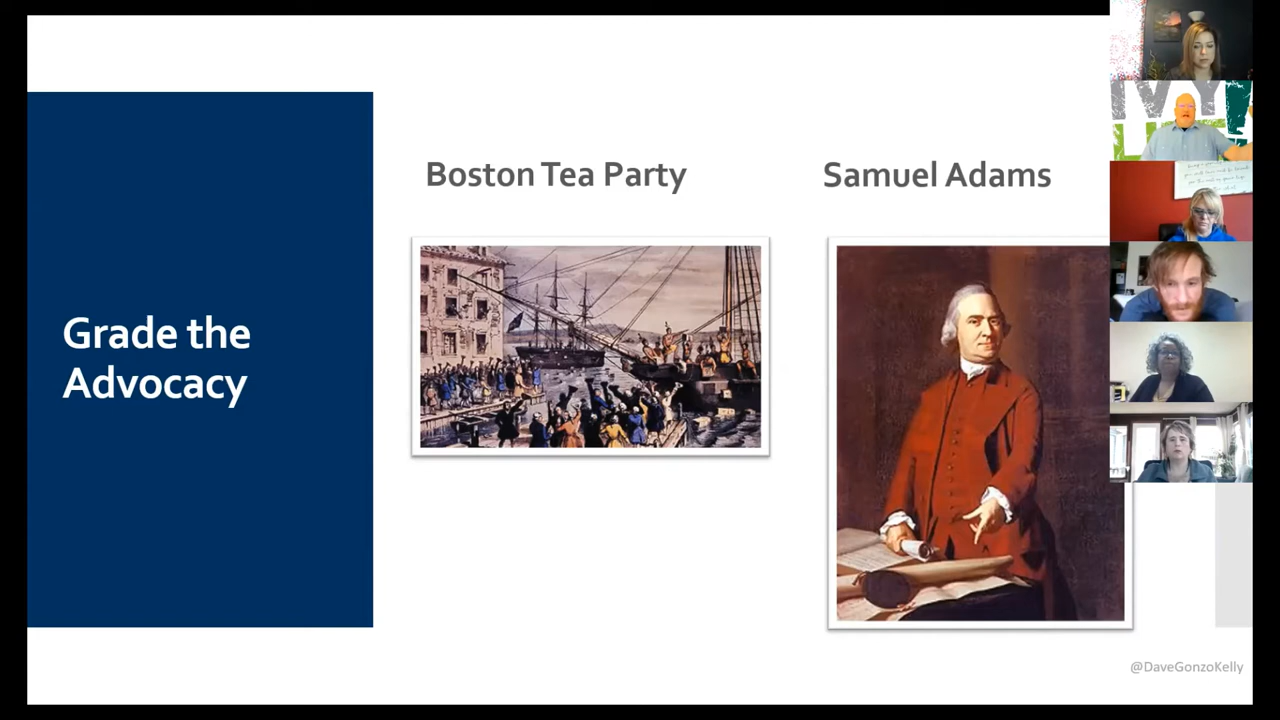 Grade the
Advocacy
Boston Tea Party
Samuel Adams
@DaveGonzoKelly